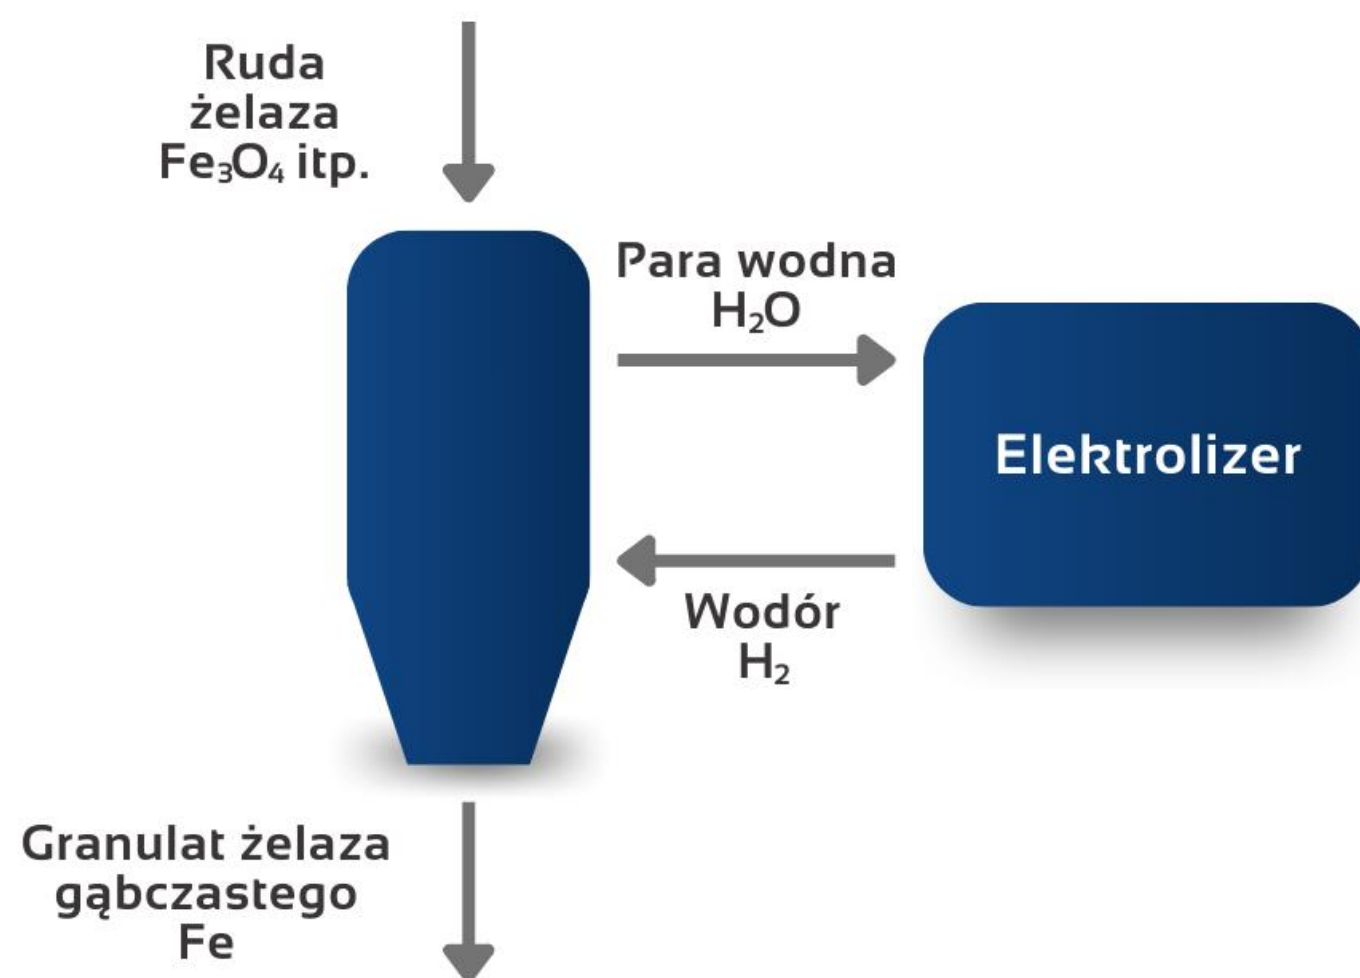 Ruda
żelaza
Fe₃O₄ itp.
Para wodna
H₂O
Elektrolizer
Wodór
H₂
Granulat żelaza
gąbczastego
Fe